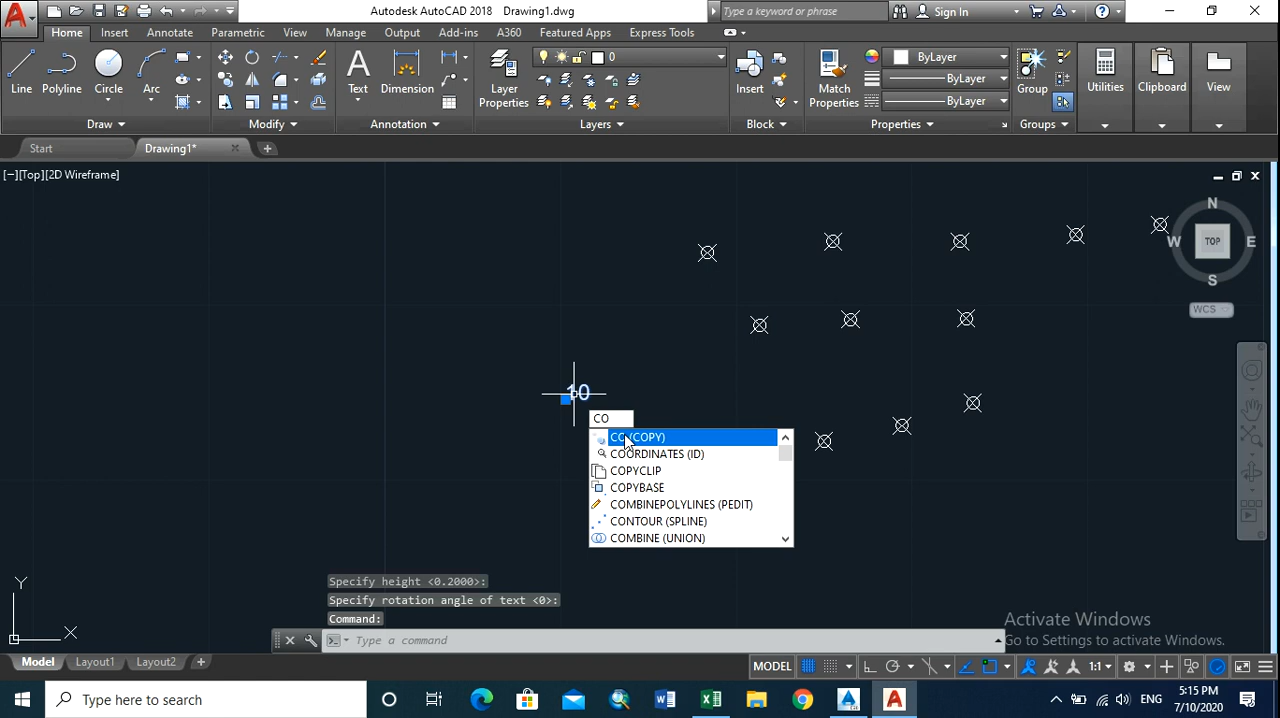 Autodesk AutoCAD 2018 Drawing1.dwg
Type a keyword or phrase
Sign In
Home Insert Annotate Parametric View Manage Output Add-ins A360 Featured Apps Express Tools
0
ByLayer
ByLayer
ByLayer
Line Polyline Circle Arc
Text Dimension
Layer
Properties
Insert
Match
Properties
Group
Utilities
Clipboard
View
Draw Modify Annotation Layers Block Properties Groups
Start Drawing1*
[−][Top][2D Wireframe]
N
W TOP E
S
WCS
10
CO
CO (COPY)
COORDINATES (ID)
COPYCLIP
COPYBASE
COMBINEPOLYLINES (PEDIT)
CONTOUR (SPLINE)
COMBINE (UNION)
Specify height <0.2000>:
Specify rotation angle of text <0>:
Command:
Y
X
Type a command
Activate Windows
Go to Settings to activate Windows.
Model Layout1 Layout2
MODEL 1:1
Type here to search
ENG
5:15 PM
7/10/2020